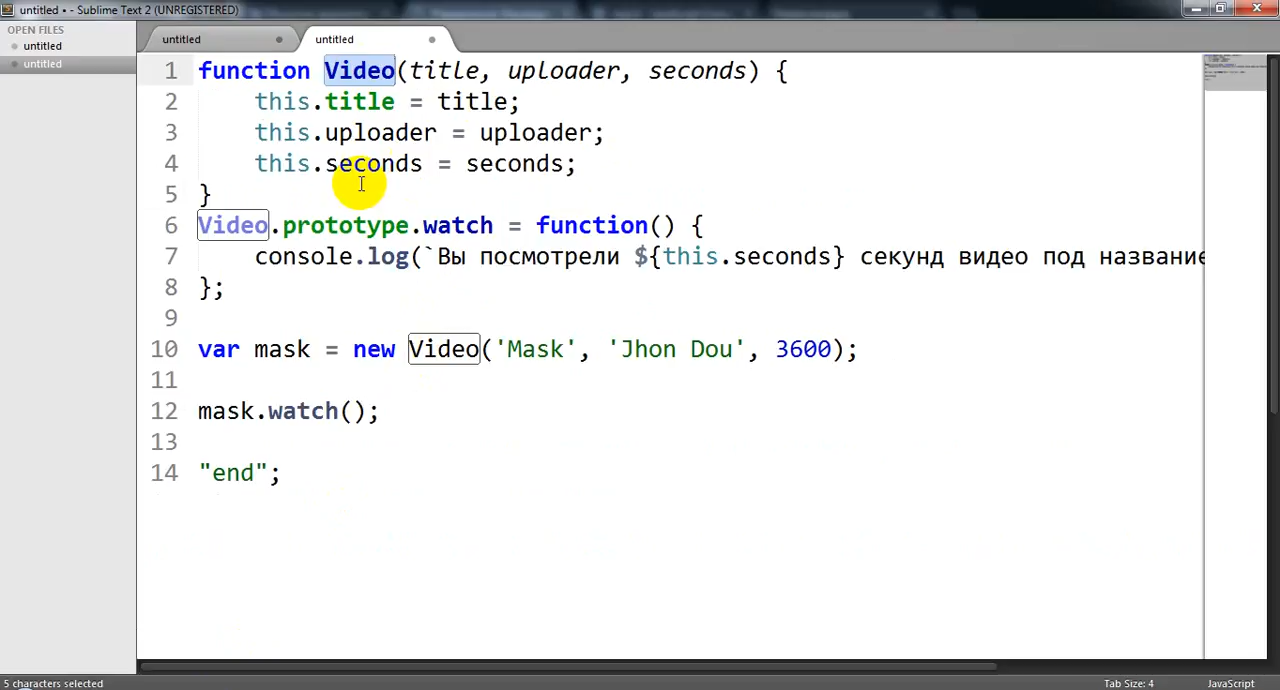 untitled • - Sublime Text 2 (UNREGISTERED)
OPEN FILES
untitled
untitled
untitled
untitled
1 function Video(title, uploader, seconds) {
2 this.title = title;
3 this.uploader = uploader;
4 this.seconds = seconds;
5 }
6 Video.prototype.watch = function() {
7 console.log(`Вы посмотрели ${this.seconds} секунд видео под название
8 };
9
10 var mask = new Video('Mask', 'Jhon Dou', 3600);
11
12 mask.watch();
13
14 "end";
5 characters selected
Tab Size: 4
JavaScript